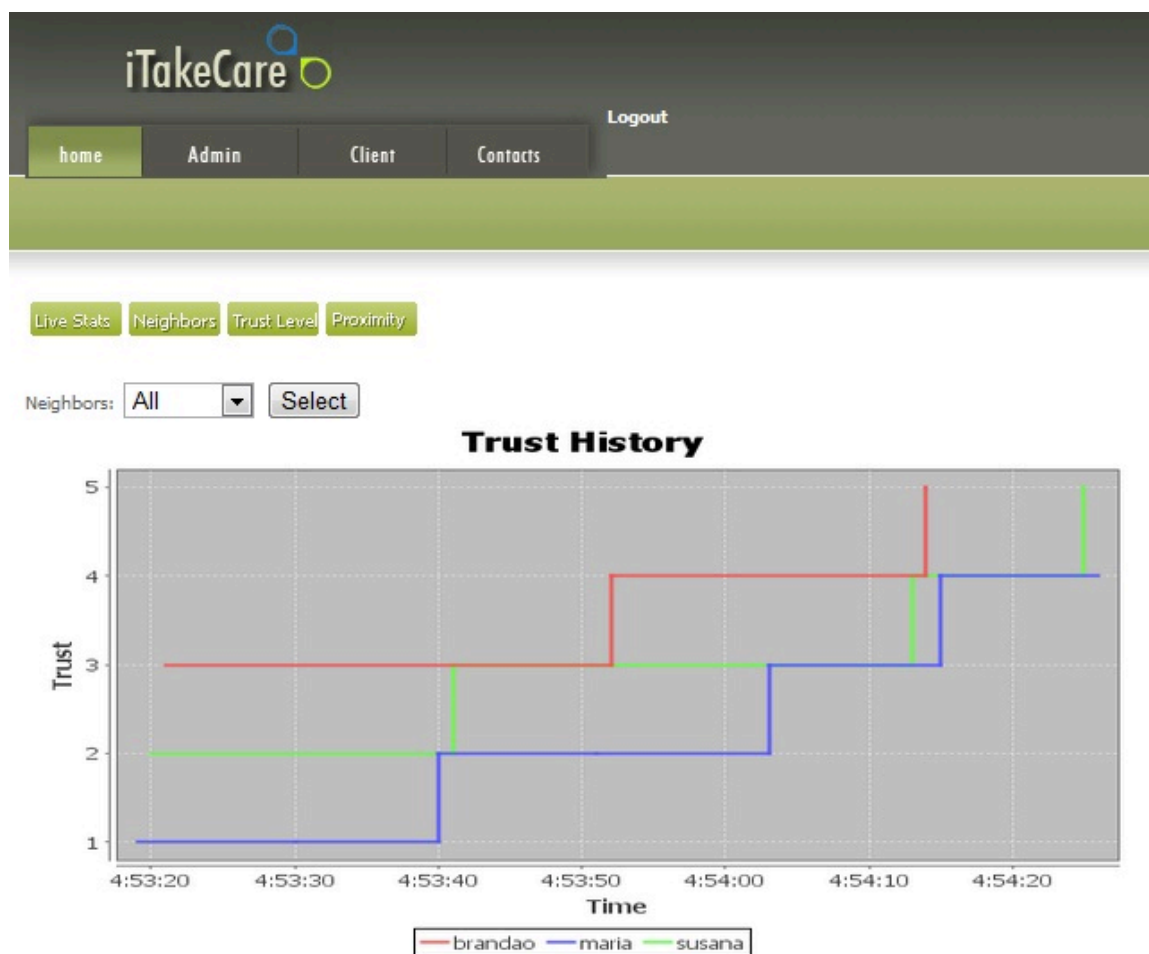 iTakeCare
Logout
home Admin Client Contacts
Live Stats Neighbors Trust Level Proximity
Neighbors: All Select
Trust History
5
4
3
2
1
Trust
4:53:20 4:53:30 4:53:40 4:53:50 4:54:00 4:54:10 4:54:20
Time
brandao maria susana